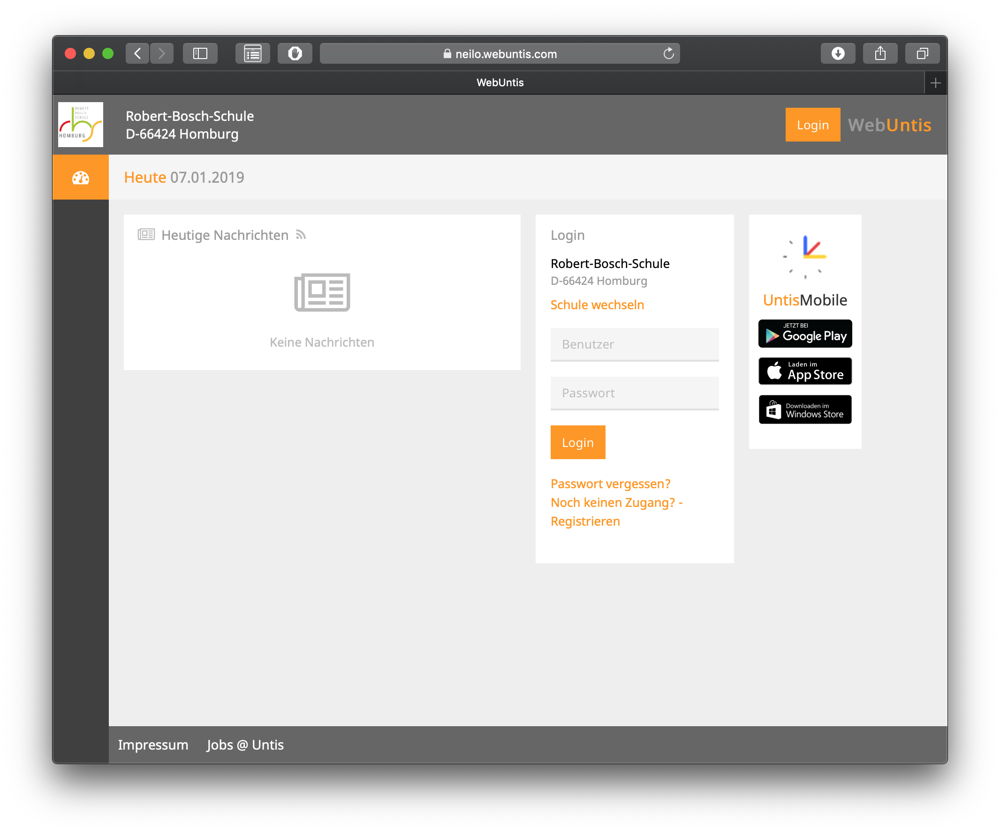 neilo.webuntis.com
WebUntis
ROBERT
BOSCH
SCHULE
HOMBURG
Robert-Bosch-Schule
D-66424 Homburg
Login
WebUntis
Heute 07.01.2019
Heutige Nachrichten
Keine Nachrichten
Login
Robert-Bosch-Schule
D-66424 Homburg
Schule wechseln
Benutzer
Passwort
Login
Passwort vergessen?
Noch keinen Zugang? -
Registrieren
UntisMobile
JETZT BEI
Google Play
Laden im
App Store
Downloaden im
Windows Store
Impressum Jobs @ Untis